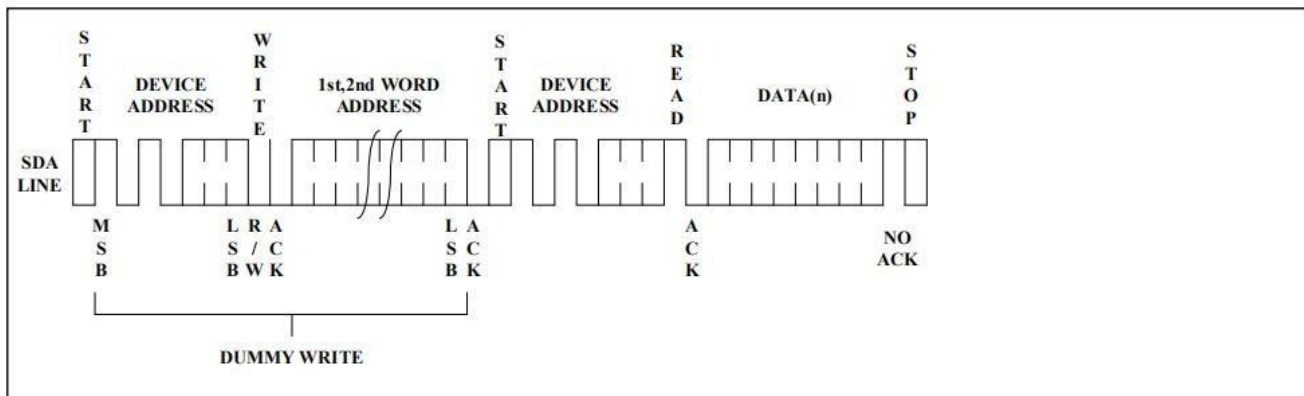 START
DEVICE
ADDRESS
WRITE
1st,2nd WORD
ADDRESS
START
DEVICE
ADDRESS
READ
DATA(n)
STOP
SDA
LINE
MSB
LSB
R/W
ACK
LSB
ACK
ACK
NO
ACK
DUMMY WRITE